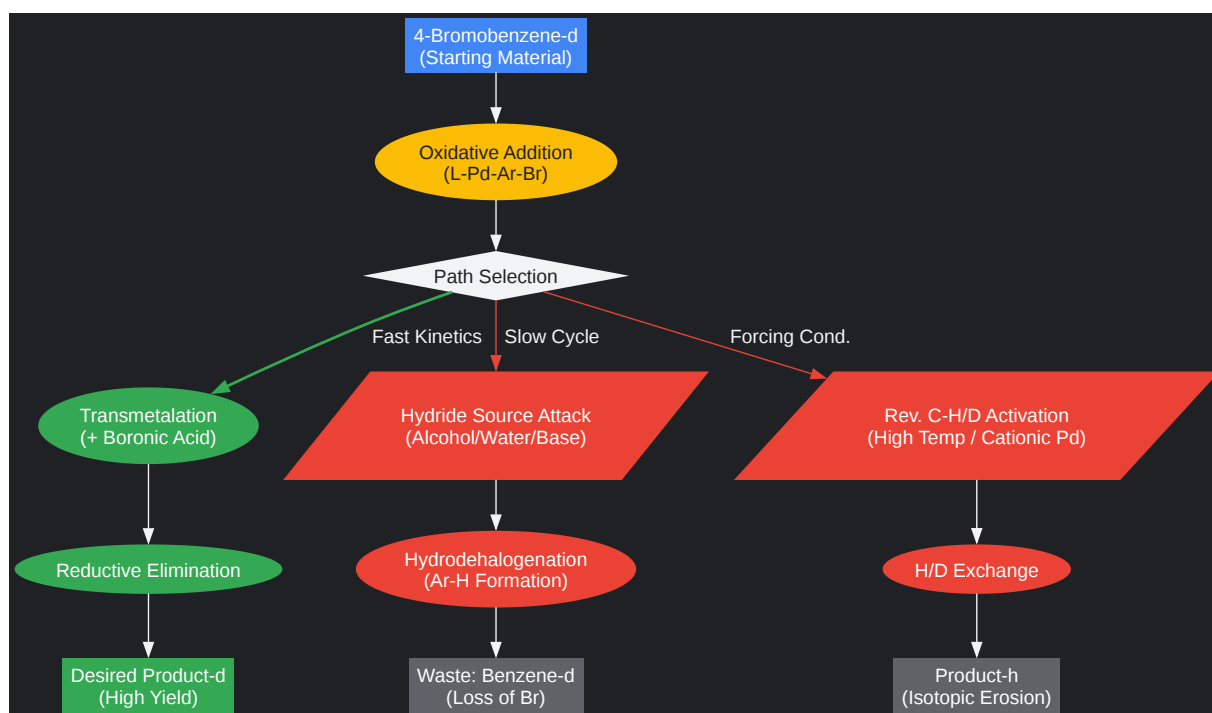 4-Bromobenzene-d
(Starting Material)
Oxidative Addition
(L-Pd-Ar-Br)
Path Selection
Fast Kinetics
Slow Cycle
Forcing Cond.
Transmetalation
(+ Boronic Acid)
Hydride Source Attack
(Alcohol/Water/Base)
Rev. C-H/D Activation
(High Temp / Cationic Pd)
Reductive Elimination
Hydrodehalogenation
(Ar-H Formation)
H/D Exchange
Desired Product-d
(High Yield)
Waste: Benzene-d
(Loss of Br)
Product-h
(Isotopic Erosion)